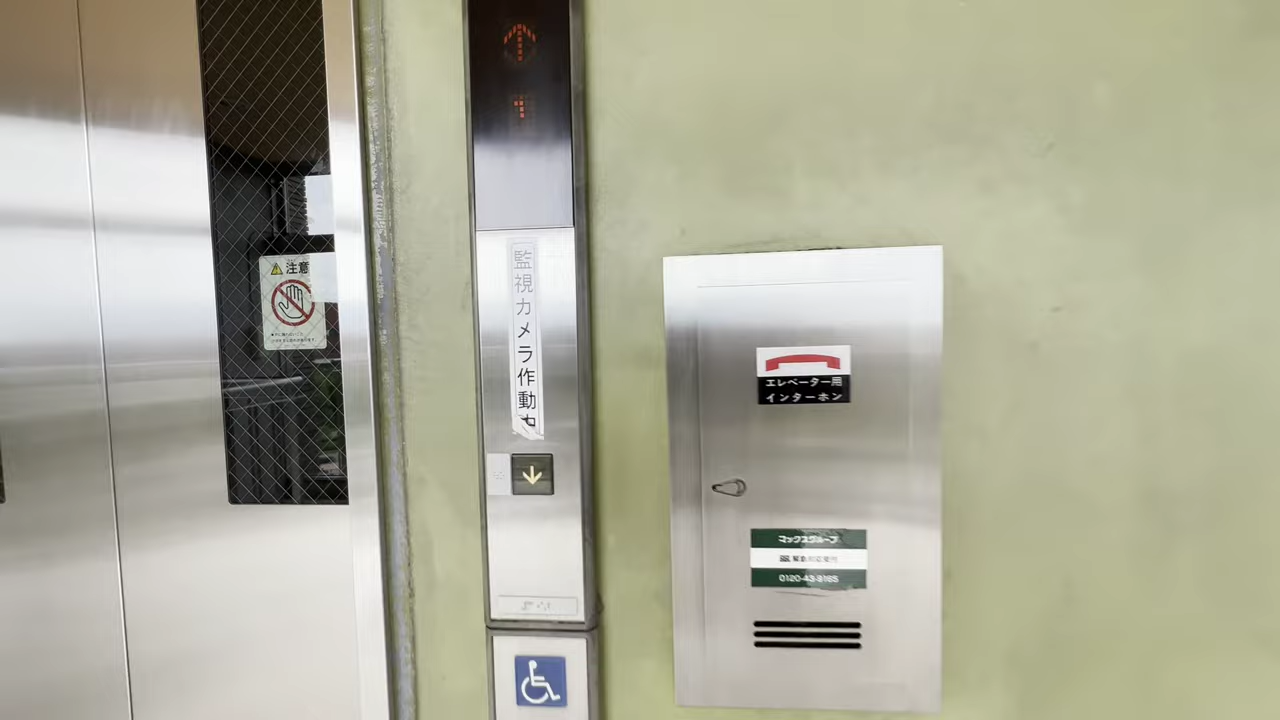 1
注意
監視カメラ作動中
エレベーター用
インターホン
マックスグループ
0120-43-9165